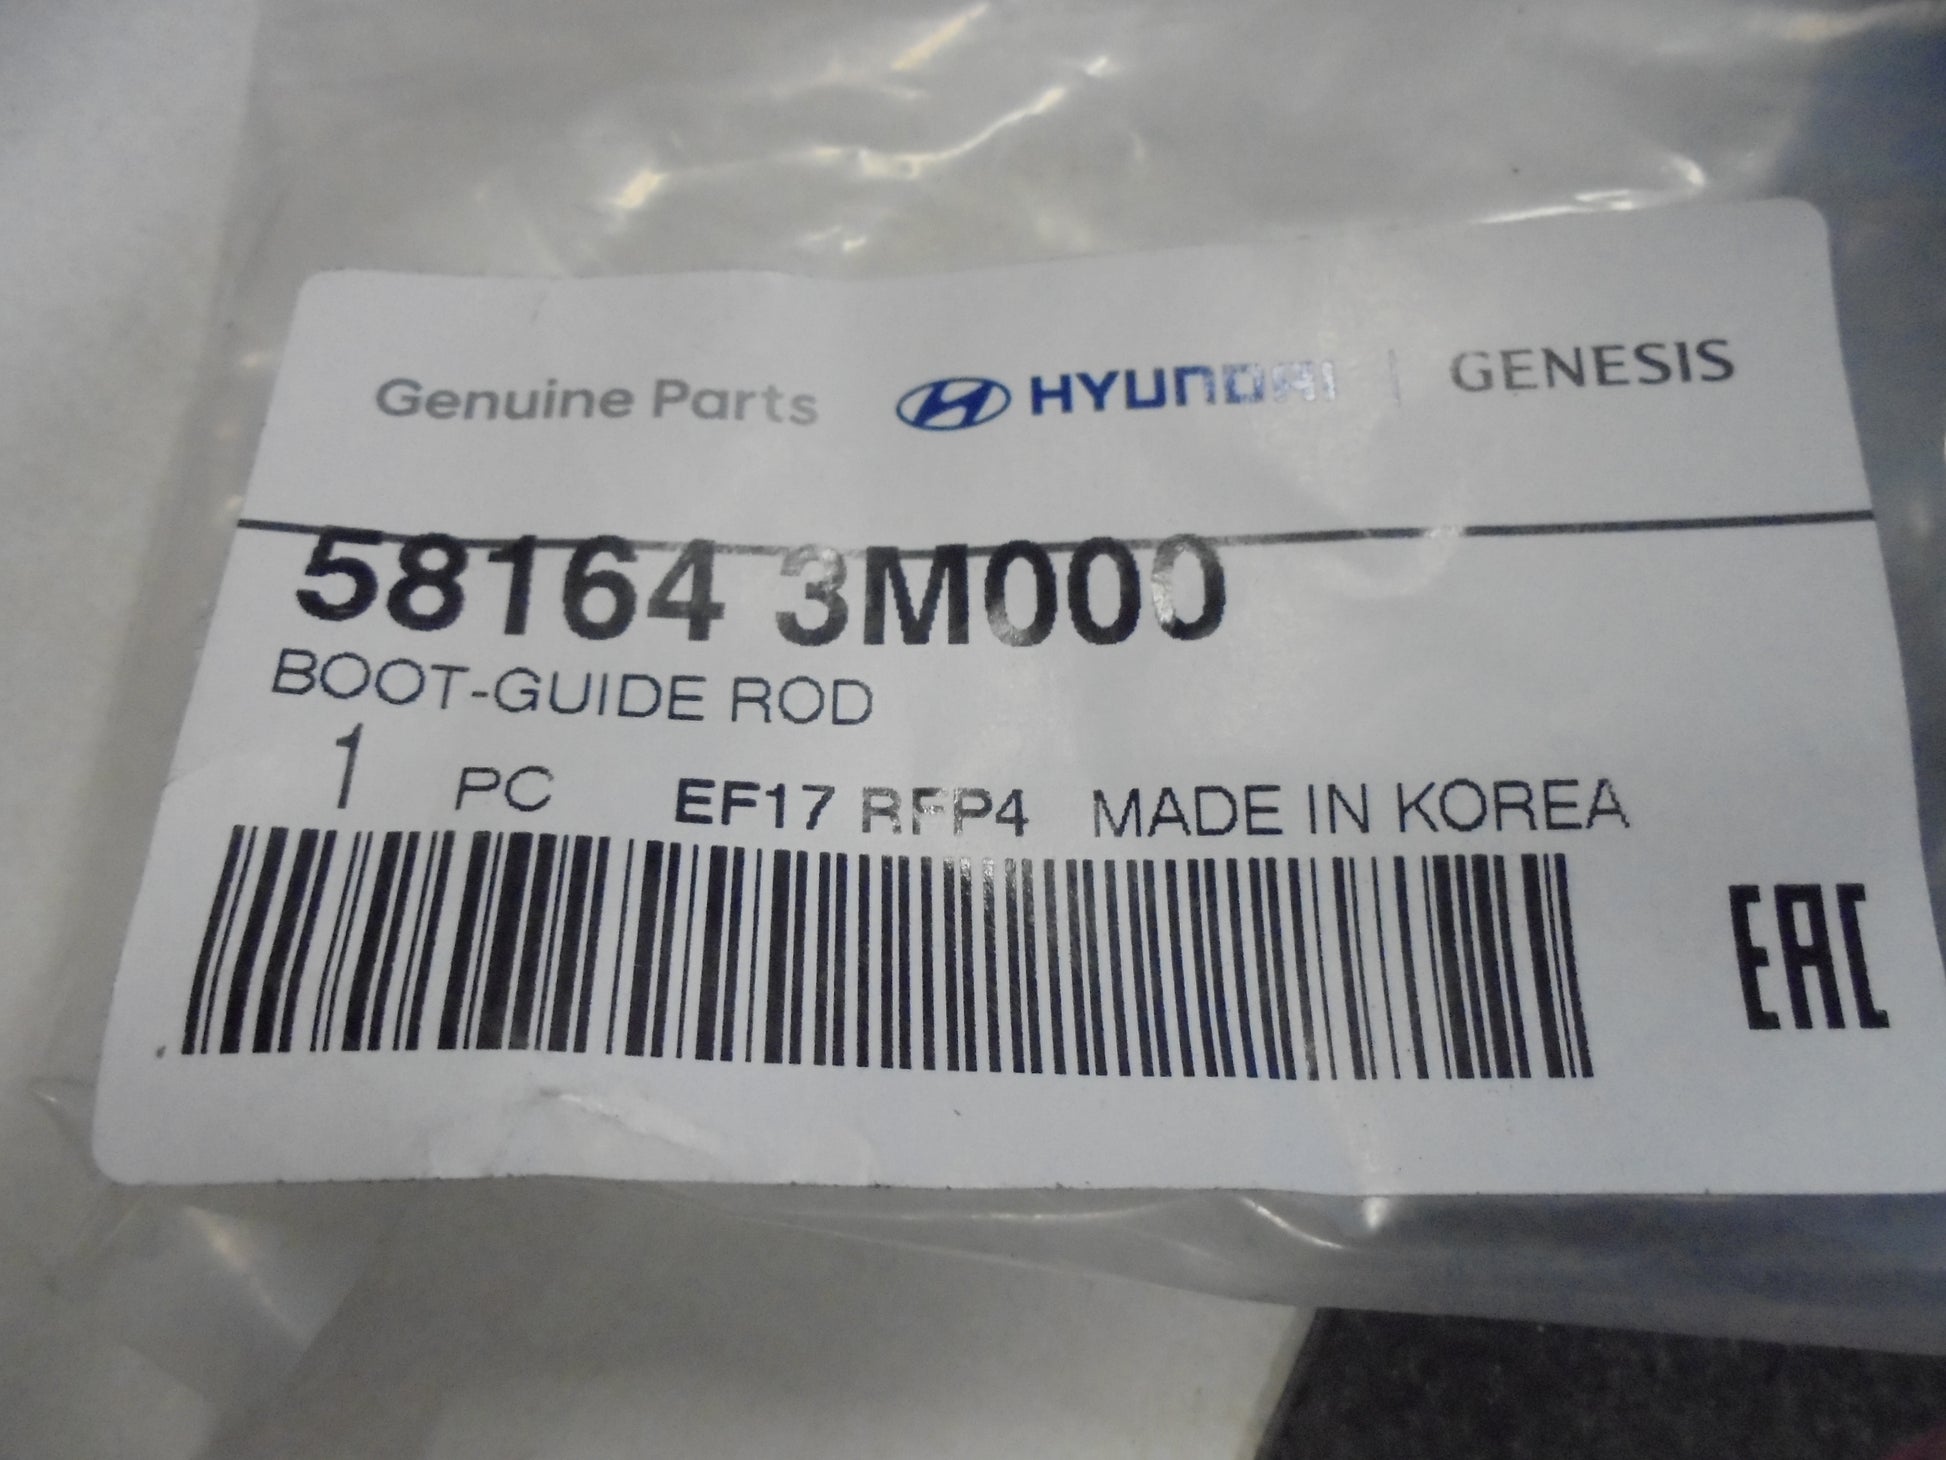 Genuine Parts HYUNDAI | GENESIS
58164 3M000
BOOT-GUIDE ROD
1 PC EF17 RFP4 MADE IN KOREA
EAC